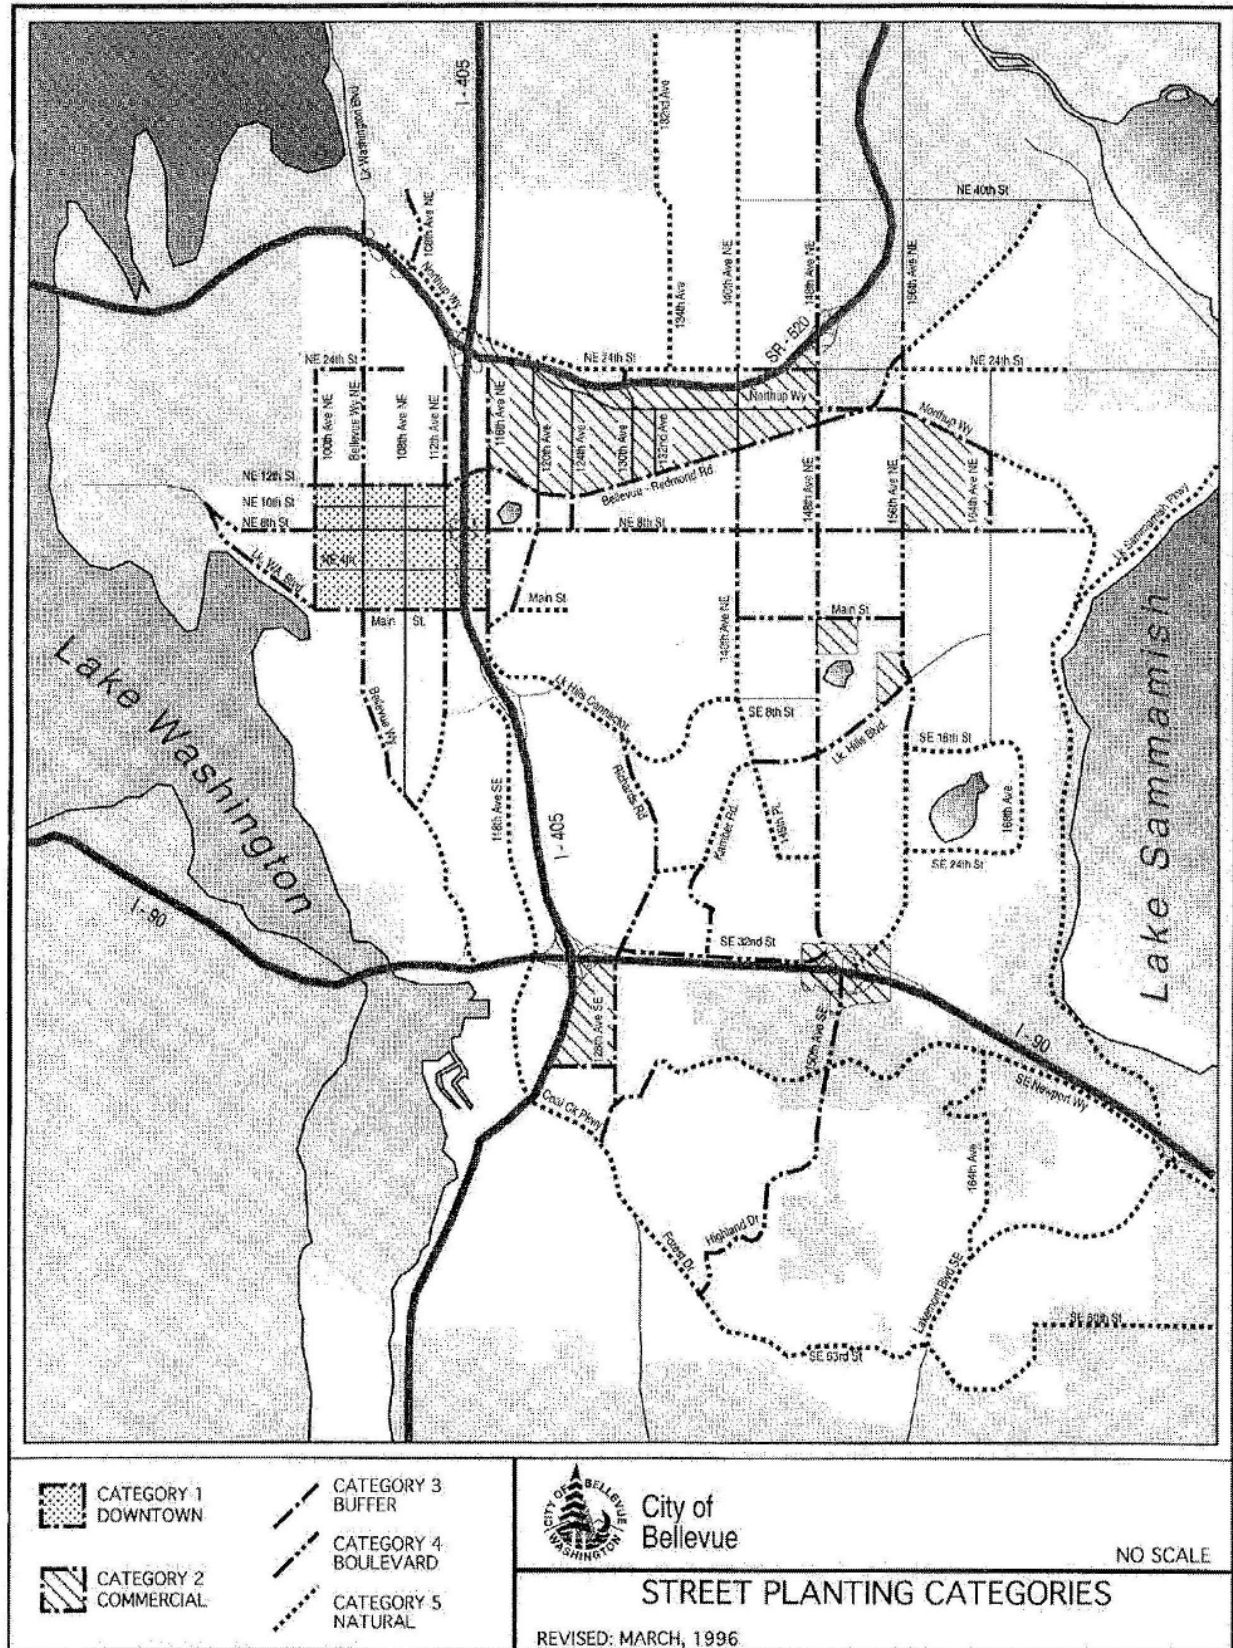 I - 405
Lk Washington Blvd
132nd Ave
NE 40th St
108th Ave NE
Northup Wy
134th Ave
140th Ave NE
148th Ave NE
156th Ave NE
SR - 520
NE 24th St
NE 24th St
NE 24th St
100th Ave NE
Bellevue Wy NE
108th Ave NE
112th Ave NE
116th Ave NE
120th Ave
124th Ave
130th Ave
132nd Ave
Northup Wy
Northup Wy
NE 12th St
Bellevue - Redmond Rd
148th Ave NE
156th Ave NE
164th Ave NE
NE 10th St
NE 8th St
NE 8th St
NE 4th
Lk. WA. Blvd
Lk Sammamish Pkwy
Main St.
Main St
Main St.
140th Ave NE
Lake Washington
Bellevue Wy
Lk Hills Connector
SE 8th St
Lk. Hills Blvd.
SE 16th St
118th Ave SE
I - 405
Richards Rd
Kamber Rd.
145th Pl.
168th Ave
SE 24th St
Lake Sammamish
I - 90
SE 32nd St
150th Ave SE
I - 90
SE Newport Wy
Coal Ck Pkwy
164th Ave
Highland Dr
Forest Dr
Lakemont Blvd SE
SE 60th St
SE 63rd St
CATEGORY 1
DOWNTOWN
CATEGORY 2
COMMERCIAL
CATEGORY 3
BUFFER
CATEGORY 4
BOULEVARD
CATEGORY 5
NATURAL
CITY OF BELLEVUE
WASHINGTON
City of
Bellevue
NO SCALE
STREET PLANTING CATEGORIES
REVISED: MARCH, 1996